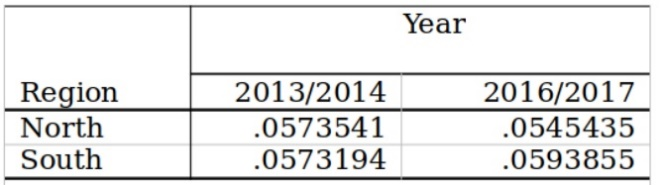 Year
Region 2013/2014 2016/2017
North .0573541 .0545435
South .0573194 .0593855